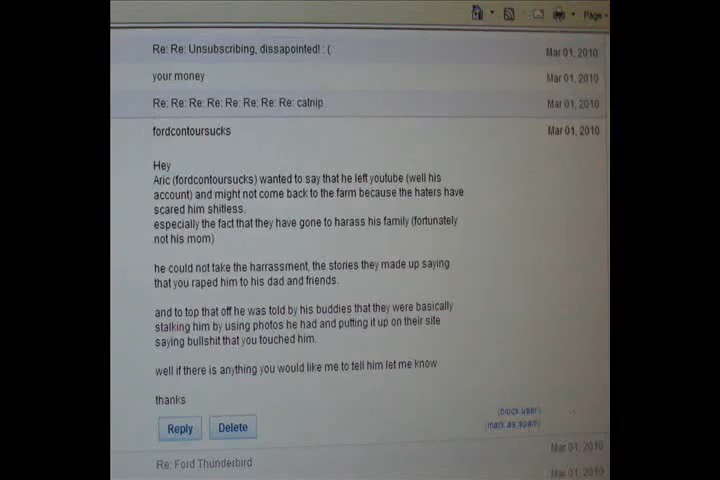 Page
Re: Re: Unsubscribing, dissapointed! : (
Mar 01, 2010
your money
Mar 01, 2010
Re: Re: Re: Re: Re: Re: Re: Re: catnip
Mar 01, 2010
fordcontoursucks
Mar 01, 2010
Hey
Aric (fordcontoursucks) wanted to say that he left youtube (well his
account) and might not come back to the farm because the haters have
scared him shitless.
especially the fact that they have gone to harass his family (fortunately
not his mom)
he could not take the harrassment, the stories they made up saying
that you raped him to his dad and friends.
and to top that off he was told by his buddies that they were basically
stalking him by using photos he had and putting it up on their site
saying bullshit that you touched him.
well if there is anything you would like me to tell him let me know
thanks
Reply
Delete
(block user)
(mark as spam)
Mar 01, 2010
Re: Ford Thunderbird
Mar 01, 2010